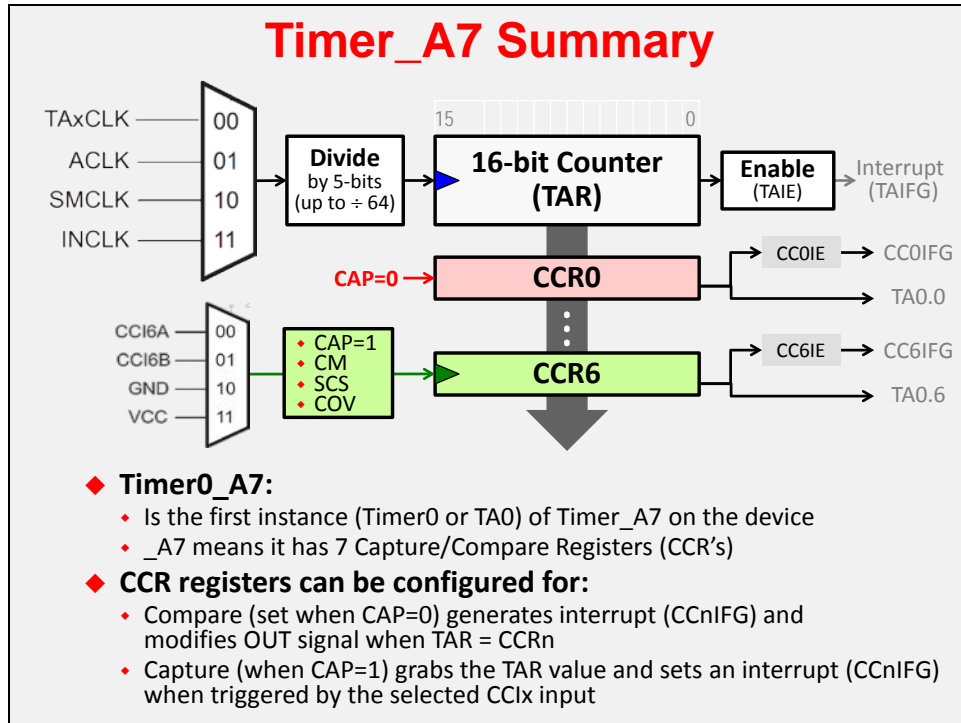 Timer_A7 Summary
TAxCLK
ACLK
SMCLK
INCLK
00
01
10
11
Divide
by 5-bits
(up to ÷ 64)
15
0
16-bit Counter
(TAR)
Enable
(TAIE)
Interrupt
(TAIFG)
CAP=0
CCR0
CC0IE
CC0IFG
TA0.0
CCI6A
CCI6B
GND
VCC
00
01
10
11
◆ CAP=1
◆ CM
◆ SCS
◆ COV
CCR6
CC6IE
CC6IFG
TA0.6
◆ Timer0_A7:
◆ Is the first instance (Timer0 or TA0) of Timer_A7 on the device
◆ _A7 means it has 7 Capture/Compare Registers (CCR's)
◆ CCR registers can be configured for:
◆ Compare (set when CAP=0) generates interrupt (CCnIFG) and
modifies OUT signal when TAR = CCRn
◆ Capture (when CAP=1) grabs the TAR value and sets an interrupt (CCnIFG)
when triggered by the selected CCIx input